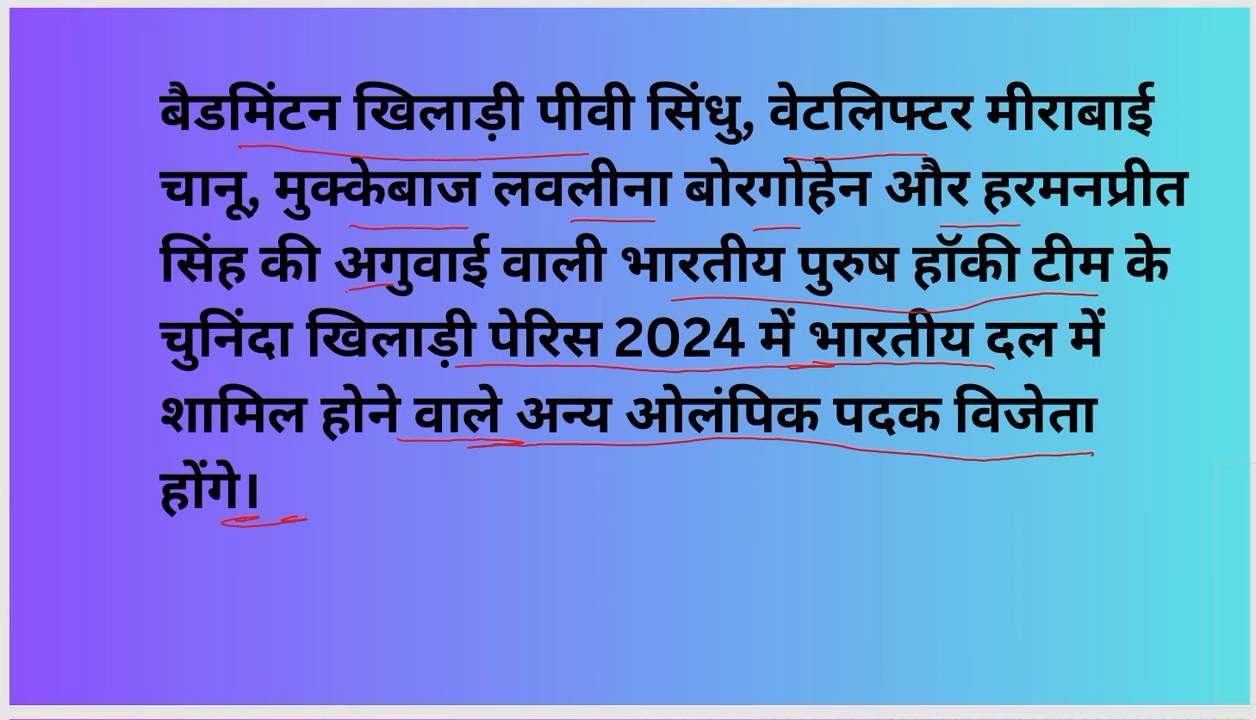 बैडमिंटन खिलाड़ी पीवी सिंधु, वेटलिफ्टर मीराबाई
चानू, मुक्केबाज लवलीना बोरगोहेन और हरमनप्रीत
सिंह की अगुवाई वाली भारतीय पुरुष हॉकी टीम के
चुनिंदा खिलाड़ी पेरिस 2024 में भारतीय दल में
शामिल होने वाले अन्य ओलंपिक पदक विजेता
होंगे।